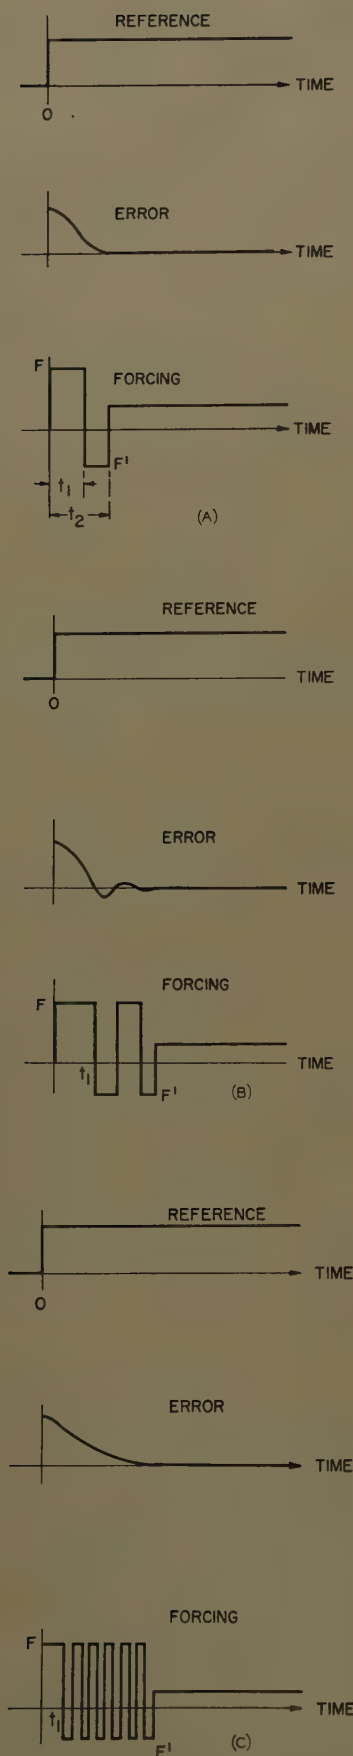 REFERENCE
TIME
0
ERROR
TIME
F
FORCING
TIME
F'
t1
t2
(A)
REFERENCE
TIME
0
ERROR
TIME
FORCING
F
TIME
t1
F'
(B)
REFERENCE
TIME
0
ERROR
TIME
FORCING
F
TIME
t1
F'
(C)